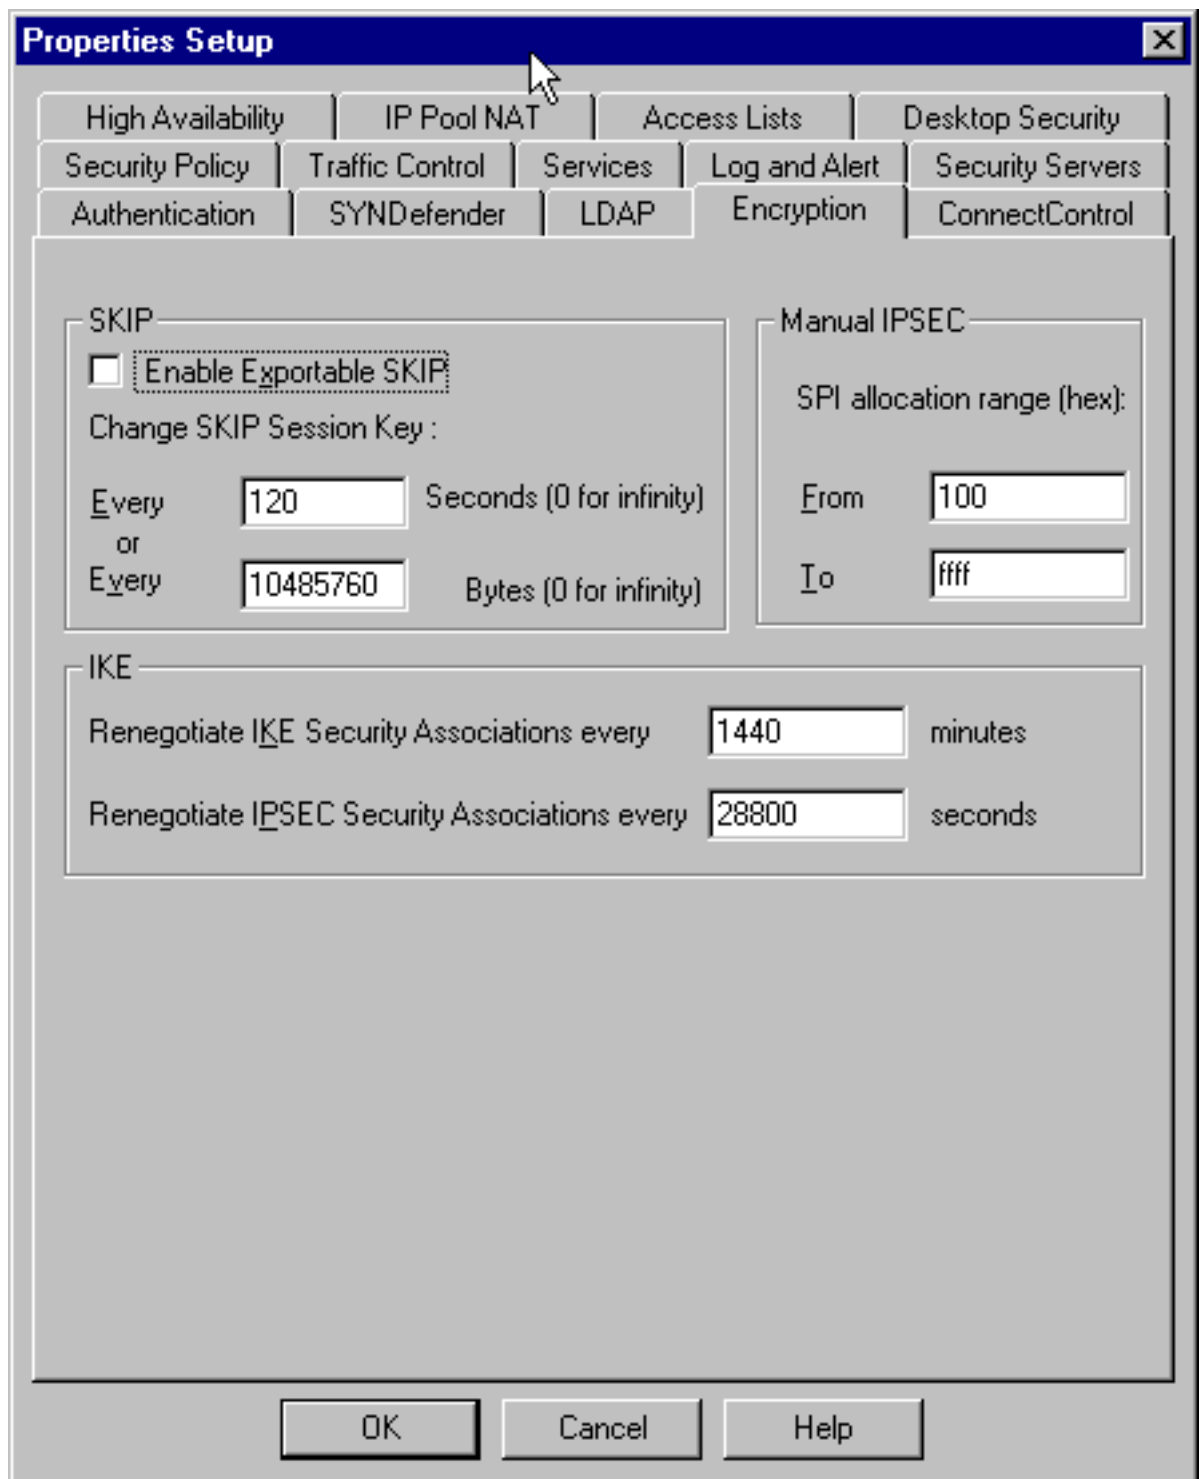 Properties Setup
High Availability IP Pool NAT Access Lists Desktop Security
Security Policy Traffic Control Services Log and Alert Security Servers
Authentication SYNDefender LDAP Encryption ConnectControl
SKIP
Enable Exportable SKIP
Change SKIP Session Key :
Every 120 Seconds (0 for infinity)
or
Every 10485760 Bytes (0 for infinity)
Manual IPSEC
SPI allocation range (hex):
From 100
To ffff
IKE
Renegotiate IKE Security Associations every 1440 minutes
Renegotiate IPSEC Security Associations every 28800 seconds
OK Cancel Help